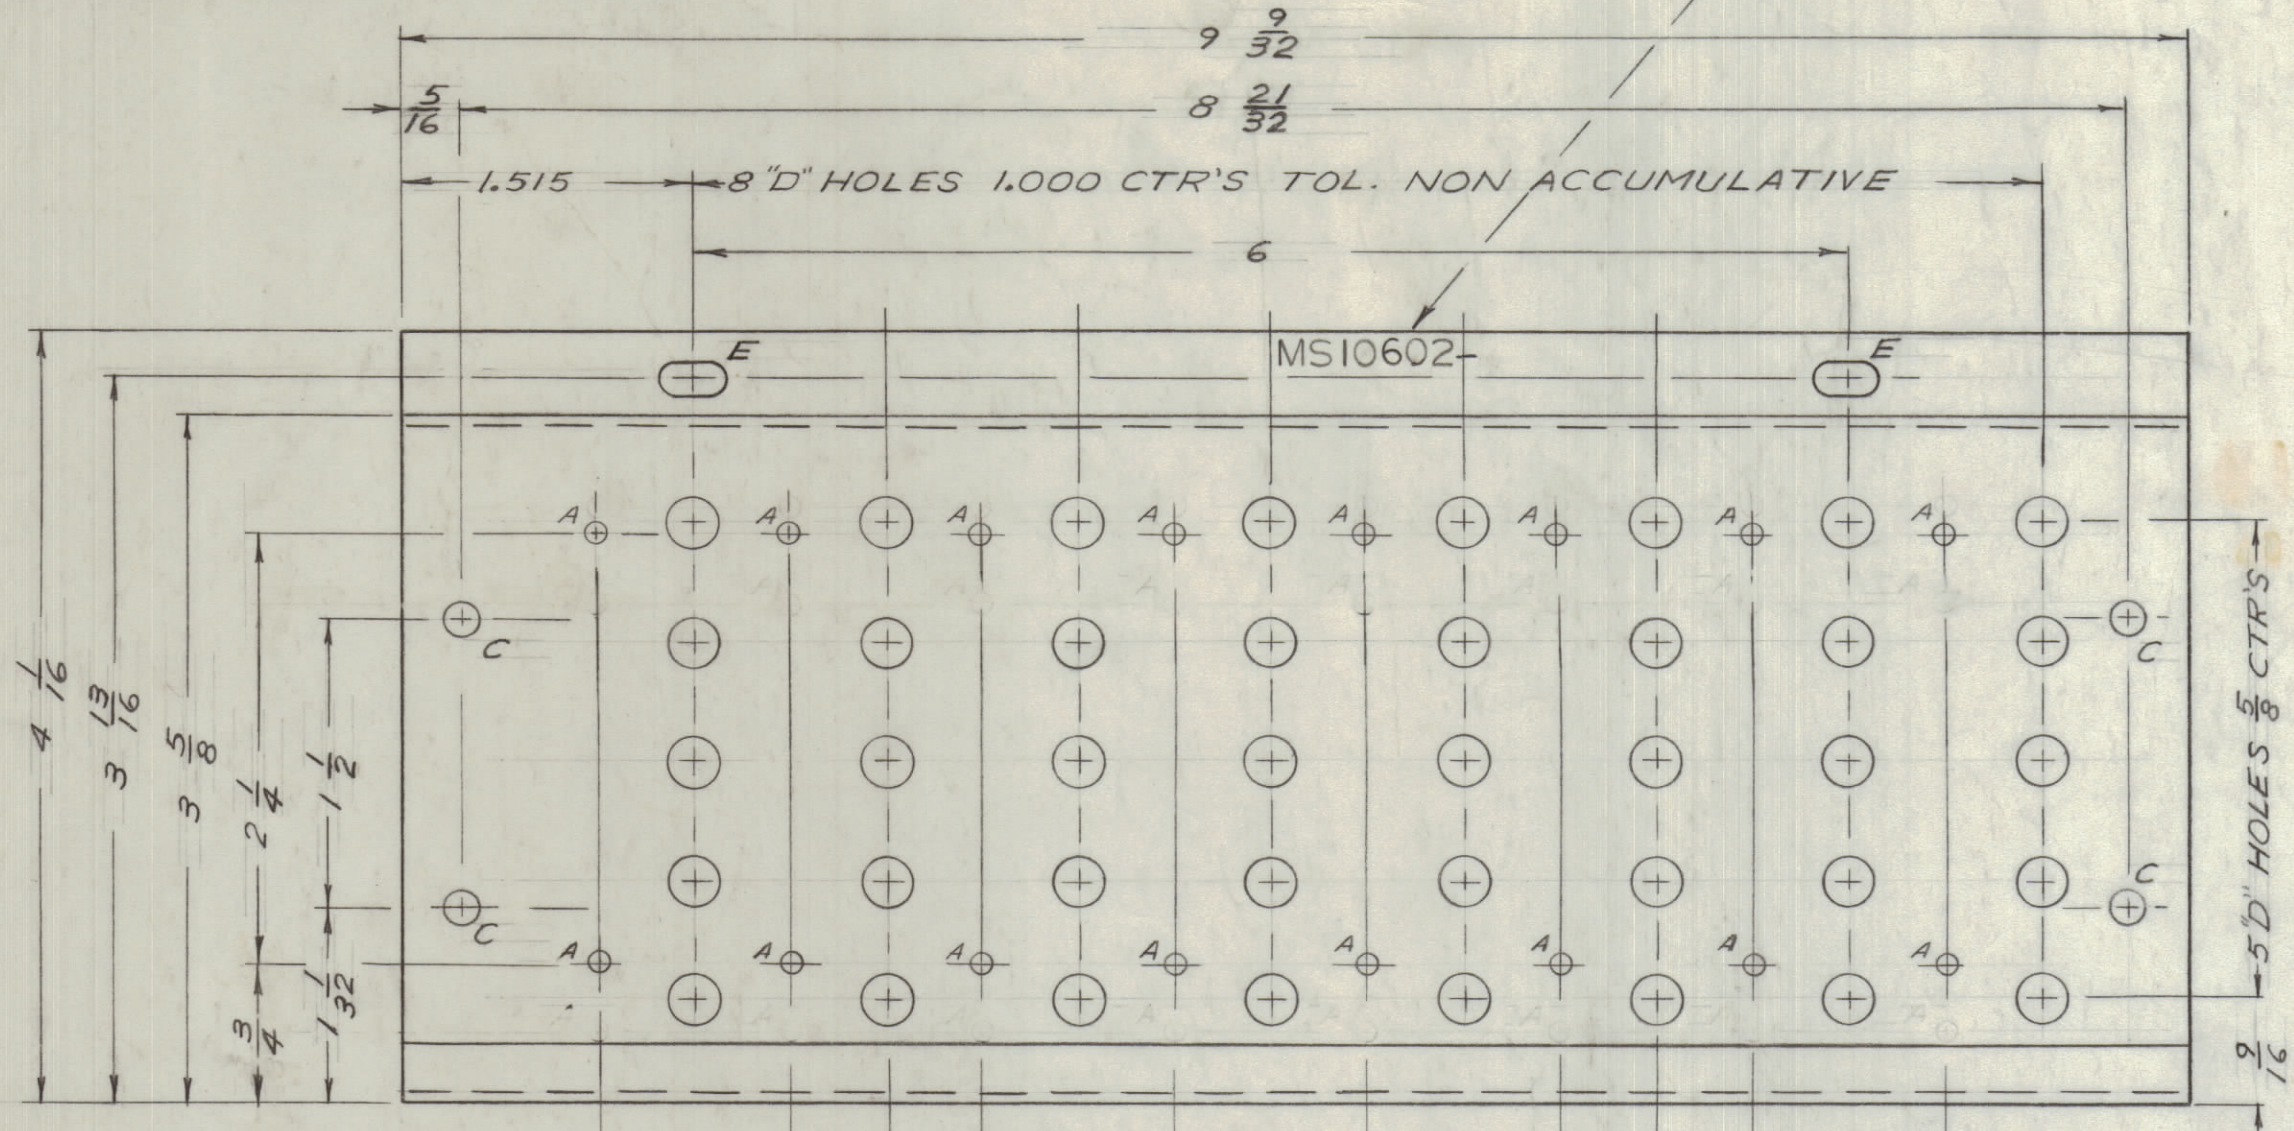 9 9/32
5/16 8 21/32
1.515 8 "D" HOLES 1.000 CTR'S TOL. NON ACCUMULATIVE
6
MS10602-
E E
A A A A A A A A
C C
C C
A A A A A A A A
4 1/16
3 13/16
3 5/8
2 1/4
3/4
1 1/2
1 1/32
5 "D" HOLES 5/8 CTR'S
9/16